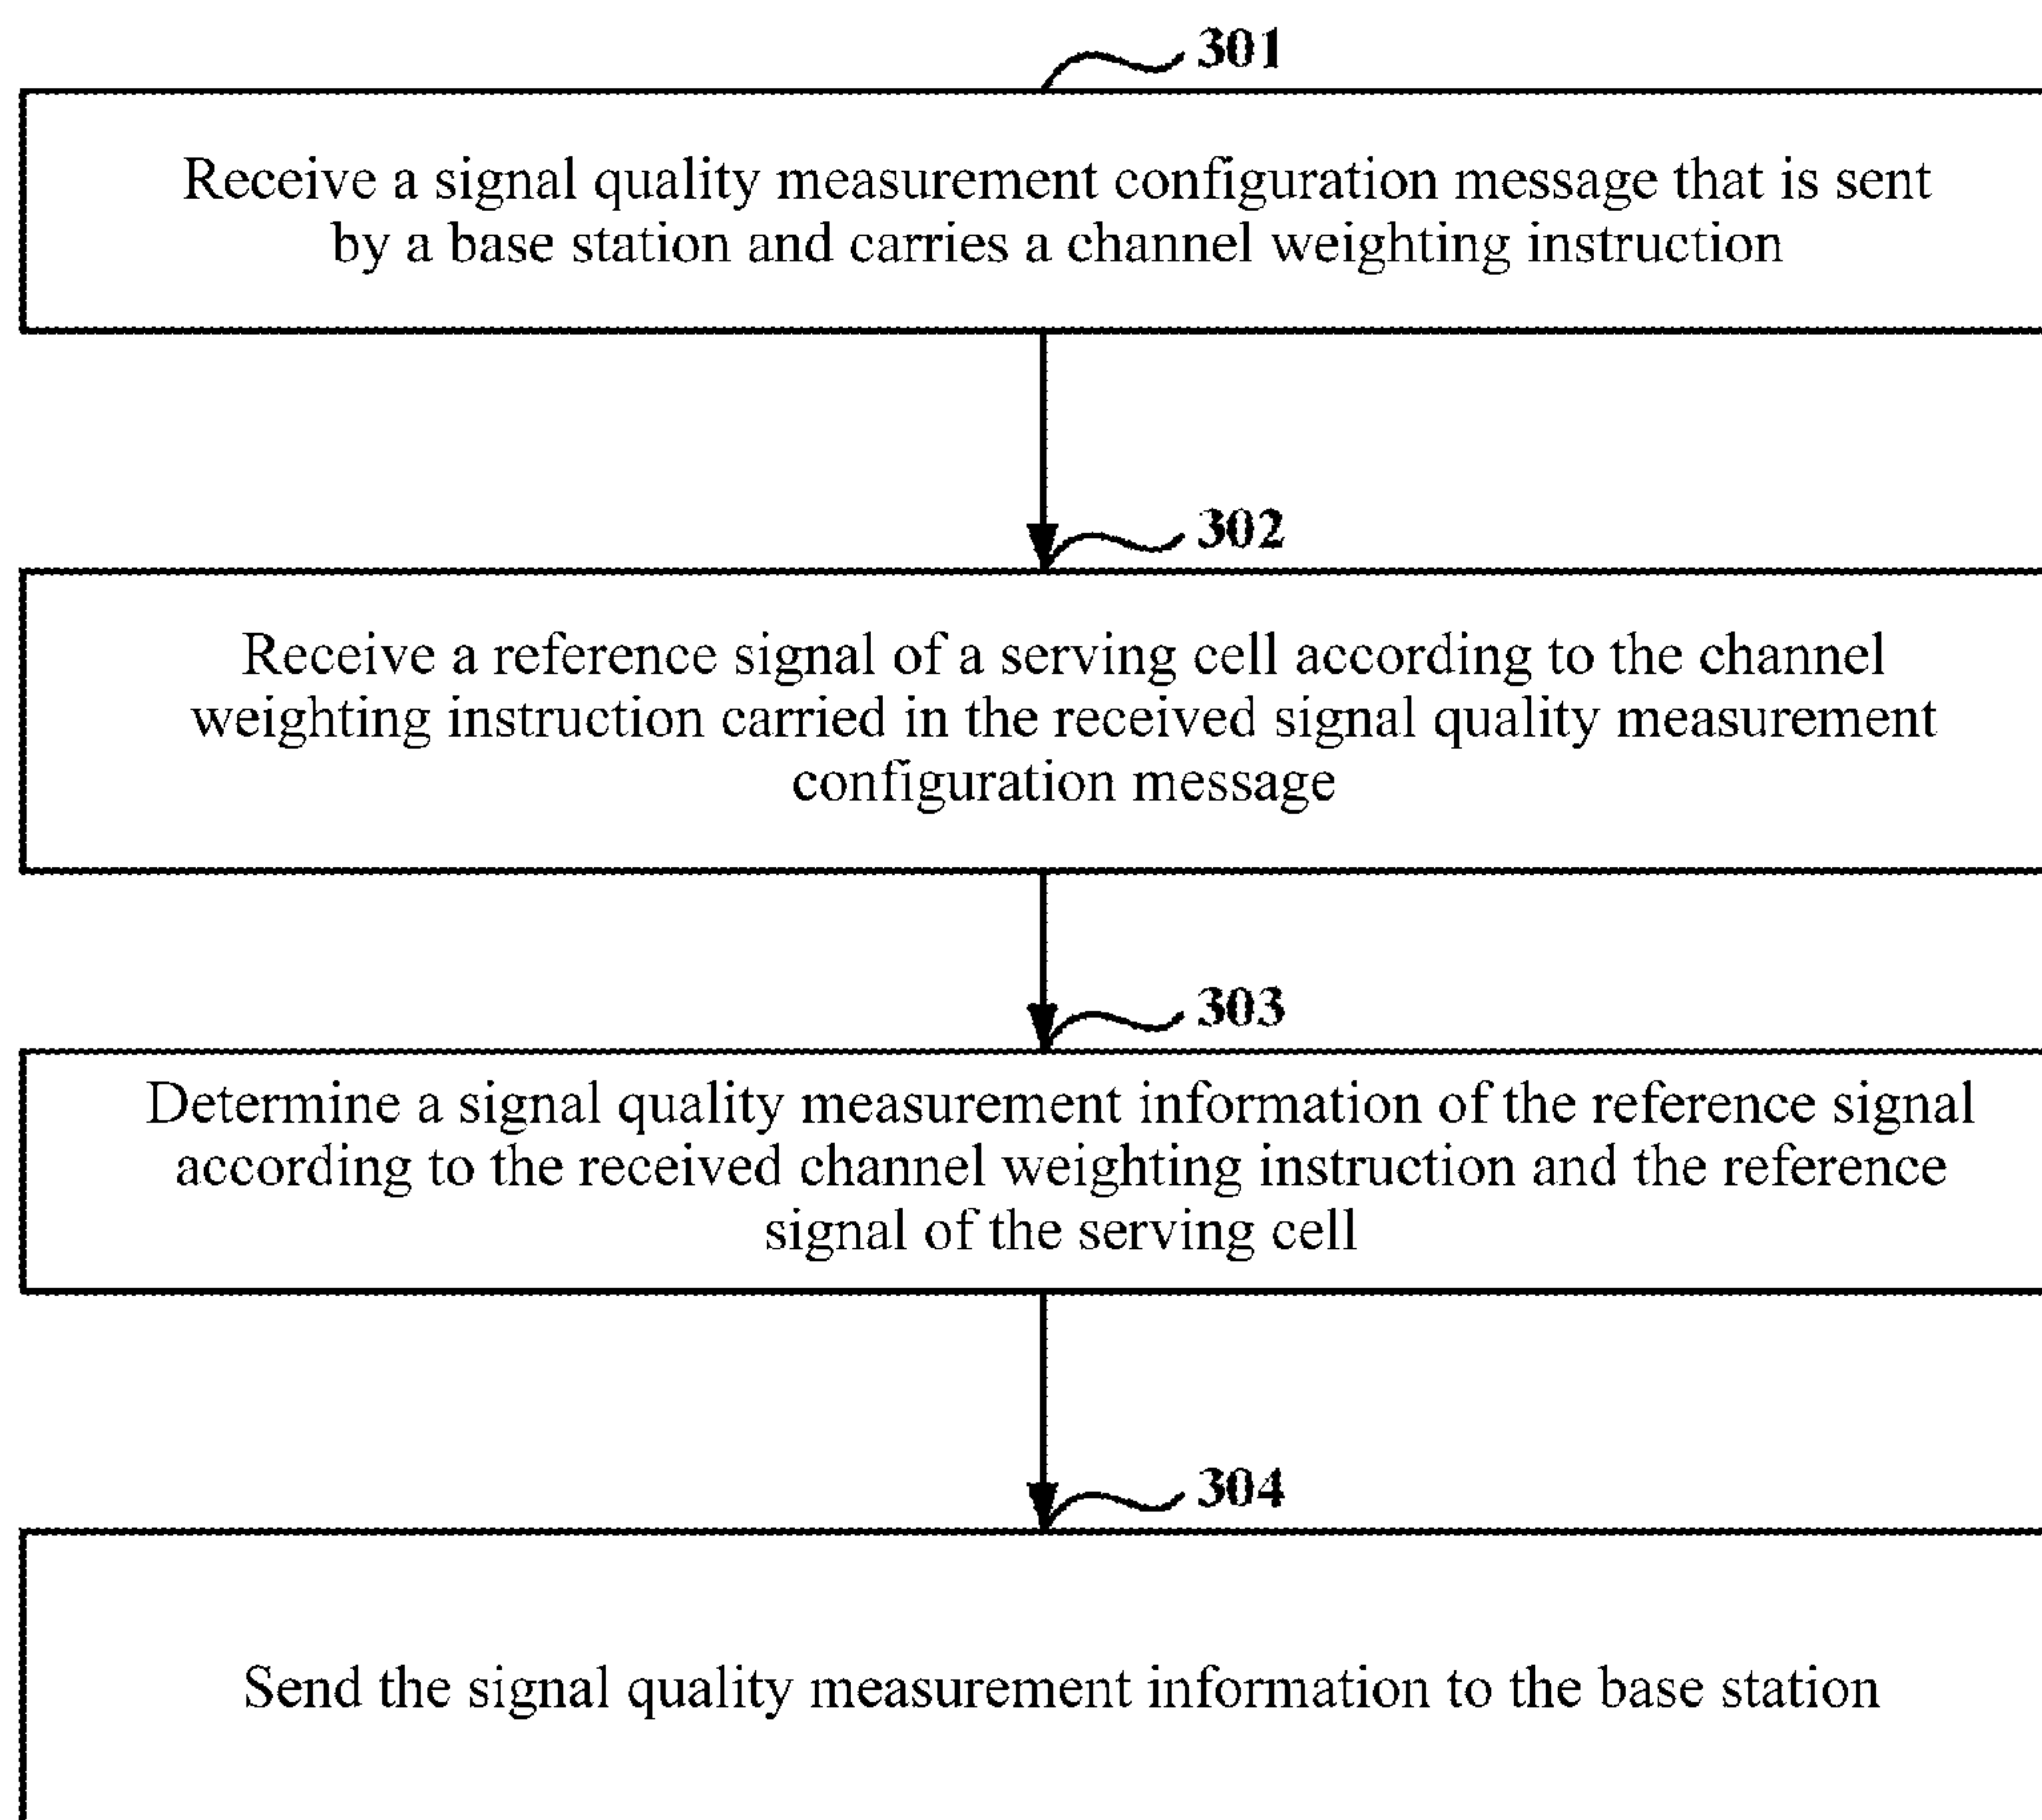 301
Receive a signal quality measurement configuration message that is sent
by a base station and carries a channel weighting instruction
302
Receive a reference signal of a serving cell according to the channel
weighting instruction carried in the received signal quality measurement
configuration message
303
Determine a signal quality measurement information of the reference signal
according to the received channel weighting instruction and the reference
signal of the serving cell
304
Send the signal quality measurement information to the base station